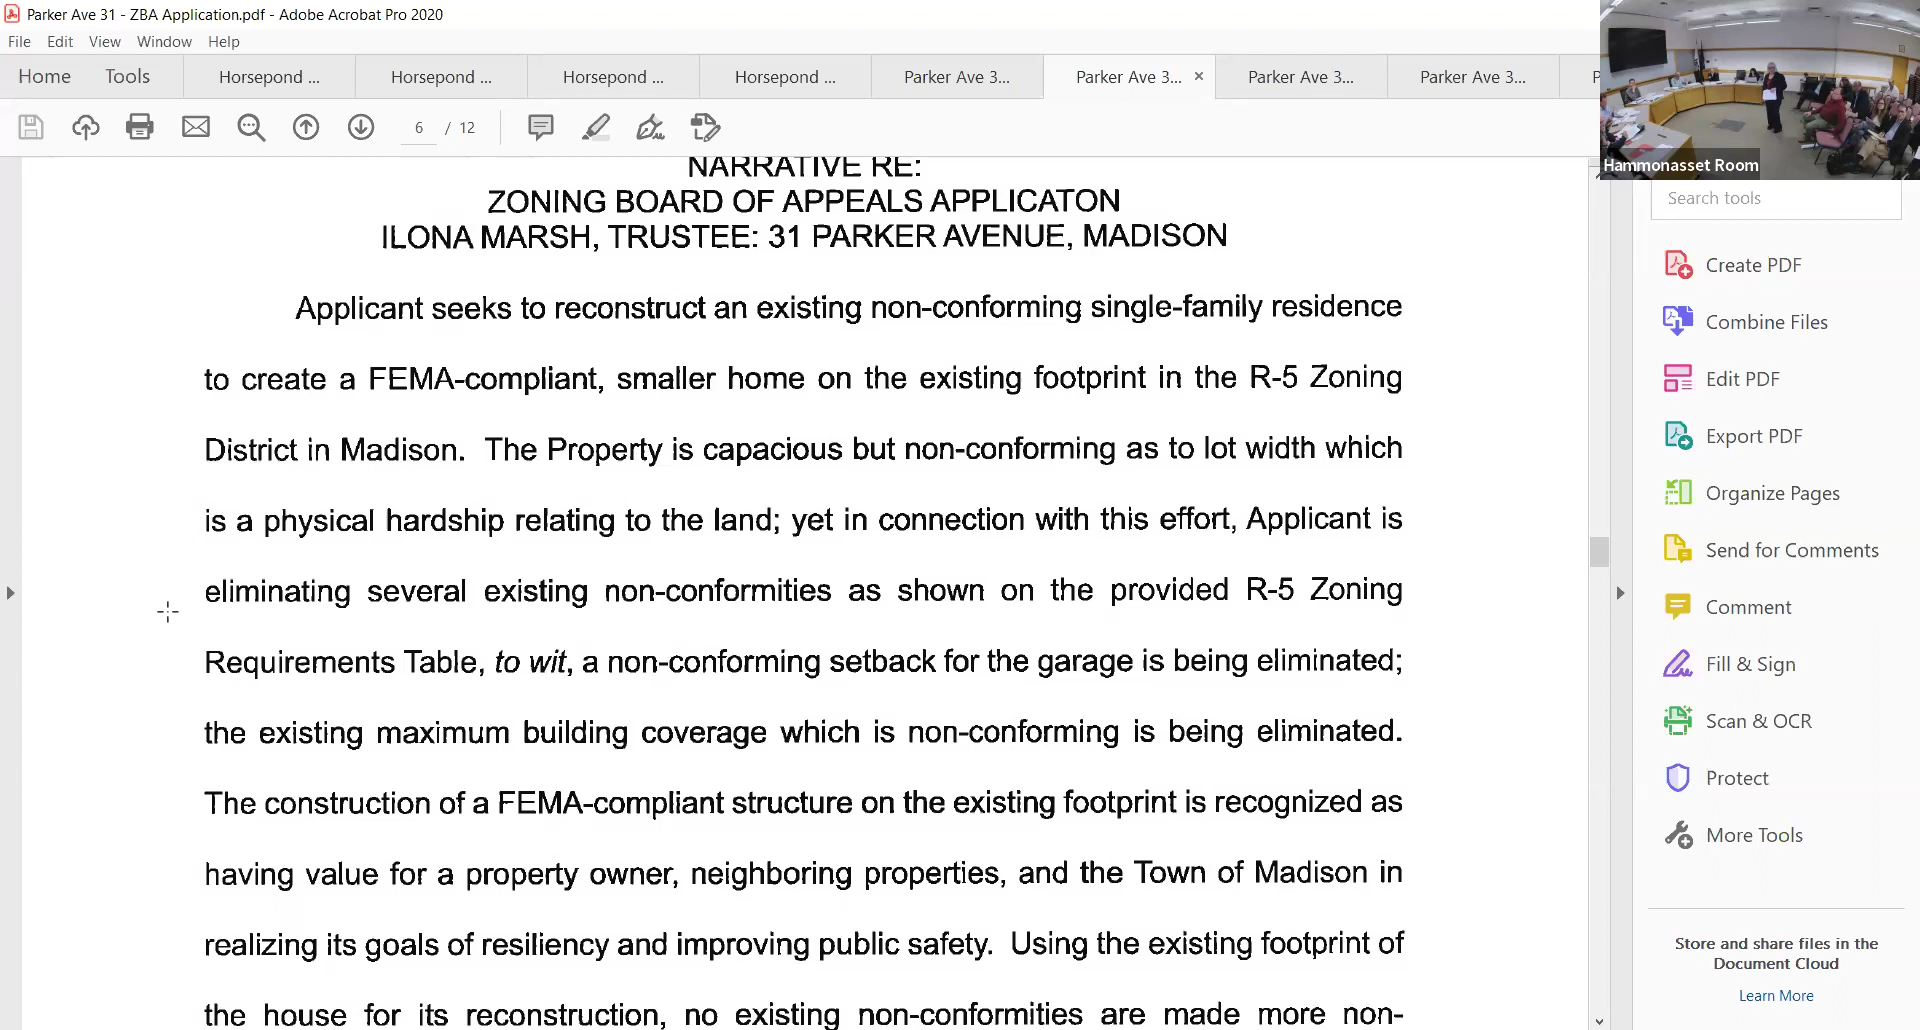 Parker Ave 31 - ZBA Application.pdf - Adobe Acrobat Pro 2020
File Edit View Window Help
Home Tools Horsepond ... Horsepond ... Horsepond ... Horsepond ... Parker Ave 3... Parker Ave 3... × Parker Ave 3... Parker Ave 3...
6 / 12
Hammonasset Room
NARRATIVE RE:
ZONING BOARD OF APPEALS APPLICATON
ILONA MARSH, TRUSTEE: 31 PARKER AVENUE, MADISON
Applicant seeks to reconstruct an existing non-conforming single-family residence
to create a FEMA-compliant, smaller home on the existing footprint in the R-5 Zoning
District in Madison. The Property is capacious but non-conforming as to lot width which
is a physical hardship relating to the land; yet in connection with this effort, Applicant is
eliminating several existing non-conformities as shown on the provided R-5 Zoning
Requirements Table, to wit, a non-conforming setback for the garage is being eliminated;
the existing maximum building coverage which is non-conforming is being eliminated.
The construction of a FEMA-compliant structure on the existing footprint is recognized as
having value for a property owner, neighboring properties, and the Town of Madison in
realizing its goals of resiliency and improving public safety. Using the existing footprint of
the house for its reconstruction, no existing non-conformities are made more non-
Search tools
Create PDF
Combine Files
Edit PDF
Export PDF
Organize Pages
Send for Comments
Comment
Fill & Sign
Scan & OCR
Protect
More Tools
Store and share files in the
Document Cloud
Learn More